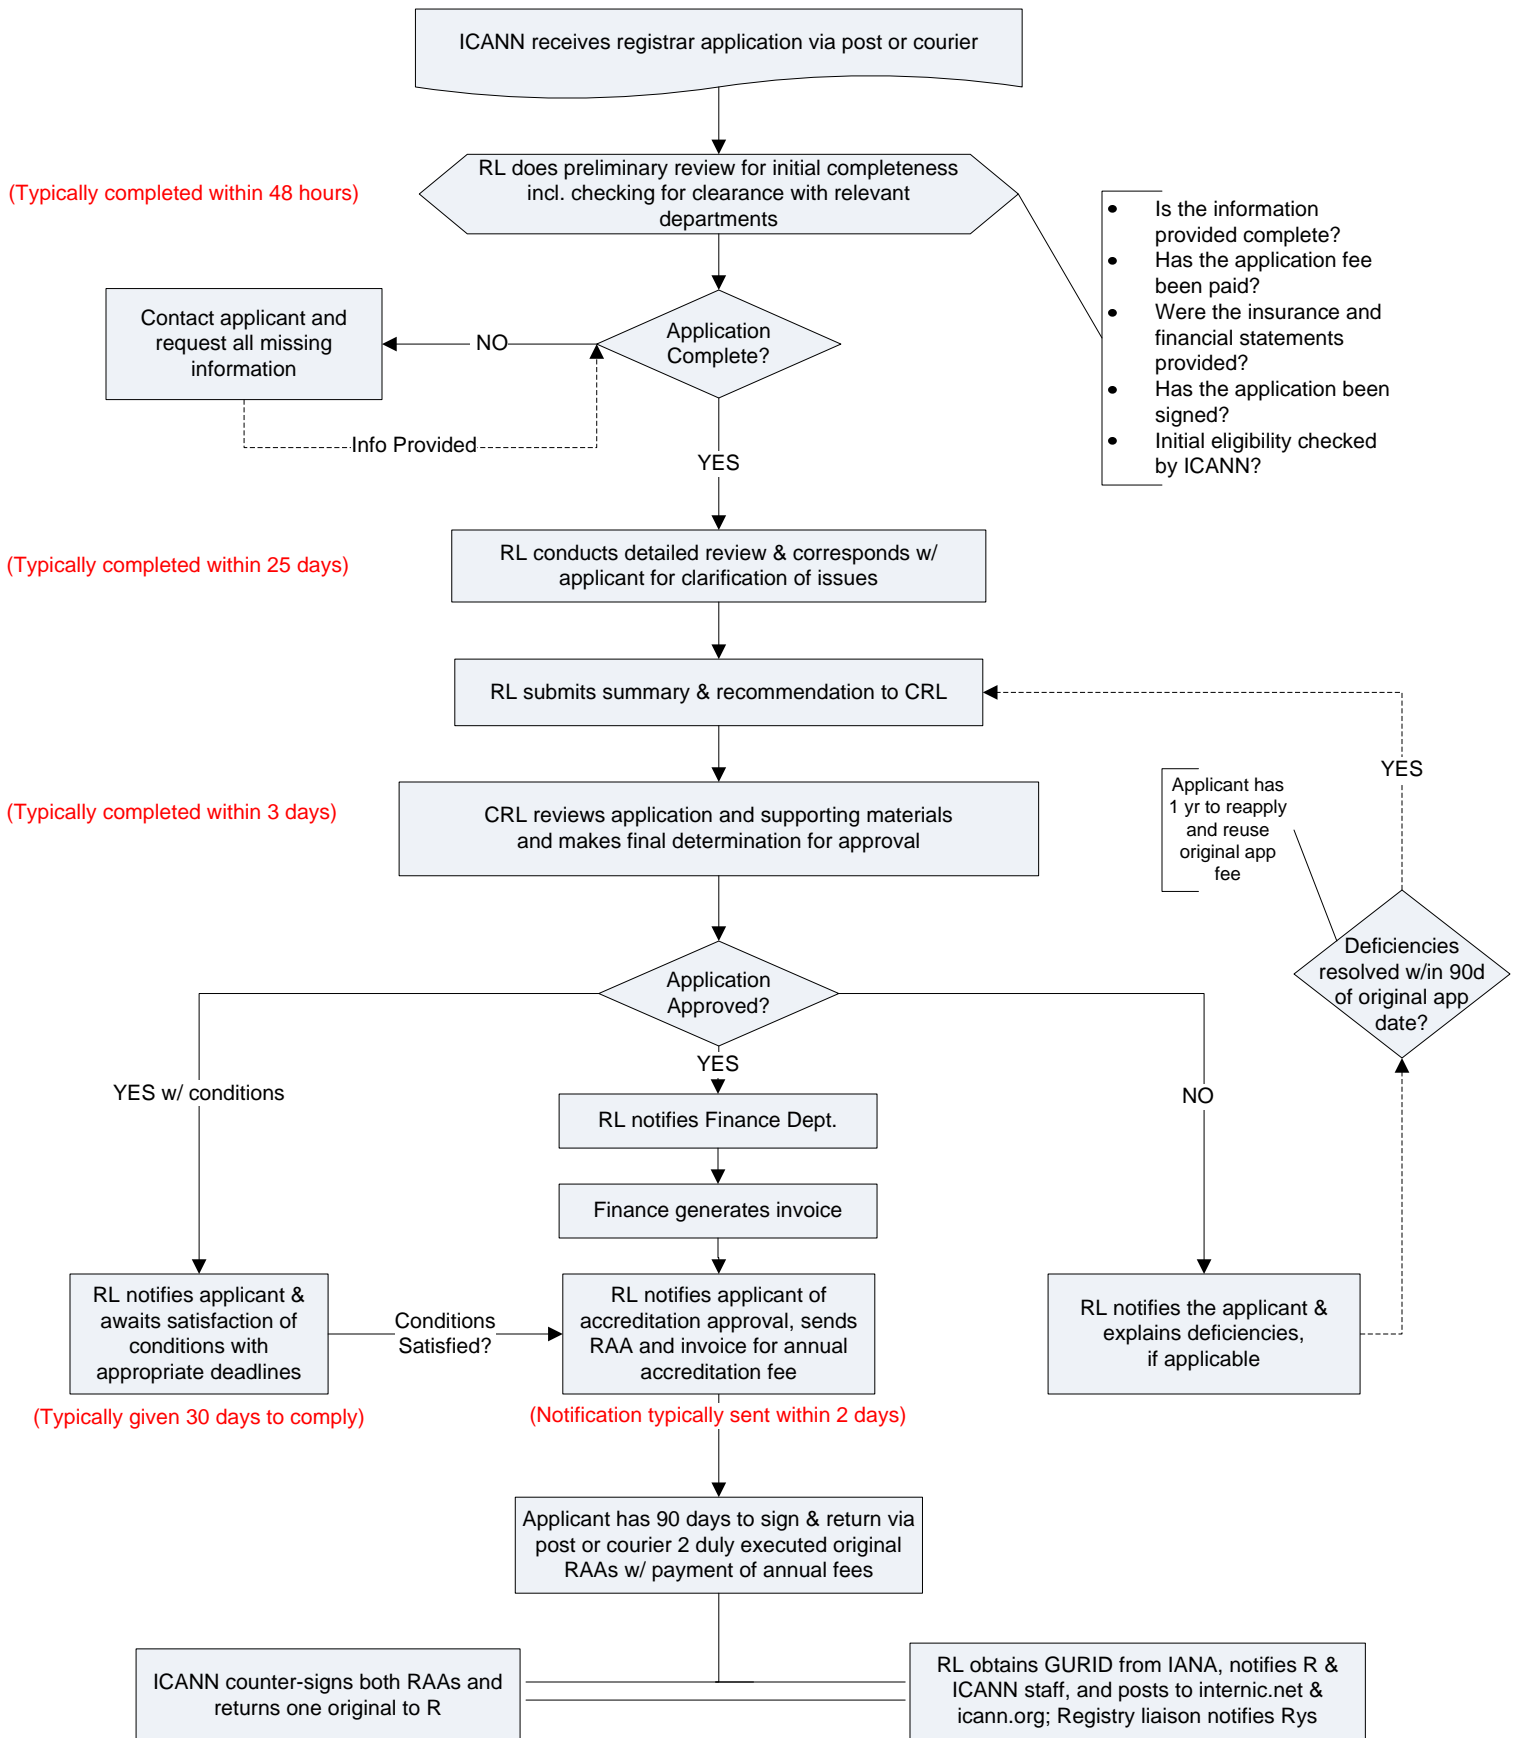 ICANN receives registrar application via post or courier
RL does preliminary review for initial completeness
incl. checking for clearance with relevant
departments
(Typically completed within 48 hours)
• Is the information
provided complete?
• Has the application fee
been paid?
• Were the insurance and
financial statements
provided?
• Has the application been
signed?
• Initial eligibility checked
by ICANN?
Contact applicant and
request all missing
information
NO
Application
Complete?
Info Provided
YES
(Typically completed within 25 days)
RL conducts detailed review & corresponds w/
applicant for clarification of issues
RL submits summary & recommendation to CRL
(Typically completed within 3 days)
CRL reviews application and supporting materials
and makes final determination for approval
YES
Applicant has
1 yr to reapply
and reuse
original app
fee
Deficiencies
resolved w/in 90d
of original app
date?
Application
Approved?
YES w/ conditions
YES
NO
RL notifies Finance Dept.
Finance generates invoice
RL notifies applicant &
awaits satisfaction of
conditions with
appropriate deadlines
(Typically given 30 days to comply)
Conditions
Satisfied?
RL notifies applicant of
accreditation approval, sends
RAA and invoice for annual
accreditation fee
(Notification typically sent within 2 days)
RL notifies the applicant &
explains deficiencies,
if applicable
Applicant has 90 days to sign & return via
post or courier 2 duly executed original
RAAs w/ payment of annual fees
ICANN counter-signs both RAAs and
returns one original to R
RL obtains GURID from IANA, notifies R &
ICANN staff, and posts to internic.net &
icann.org; Registry liaison notifies Rys